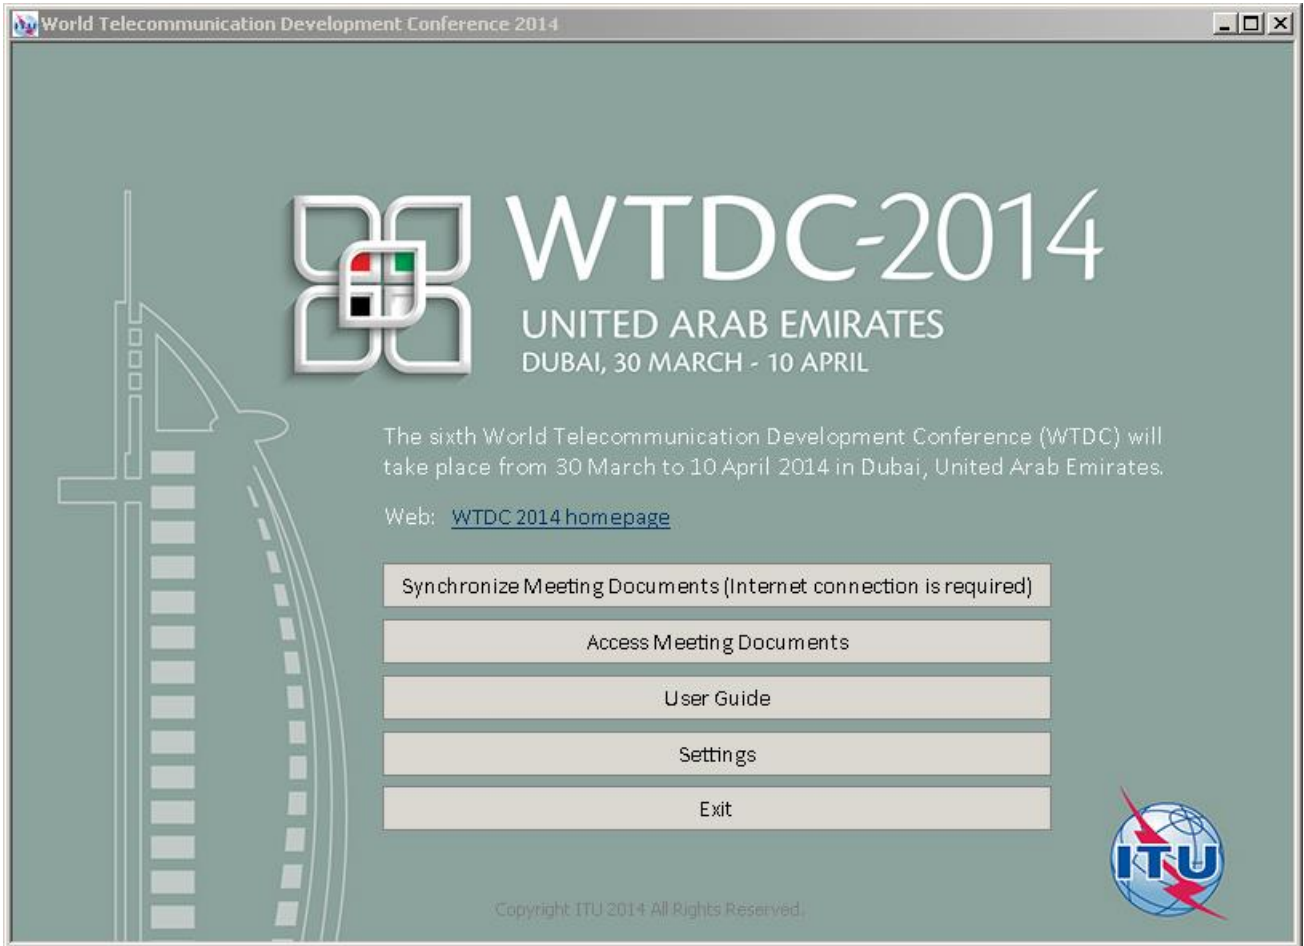 World Telecommunication Development Conference 2014
WTDC-2014
UNITED ARAB EMIRATES
DUBAI, 30 MARCH - 10 APRIL
The sixth World Telecommunication Development Conference (WTDC) will
take place from 30 March to 10 April 2014 in Dubai, United Arab Emirates.
Web: WTDC 2014 homepage
Synchronize Meeting Documents (Internet connection is required)
Access Meeting Documents
User Guide
Settings
Exit
ITU
Copyright ITU 2014 All Rights Reserved.